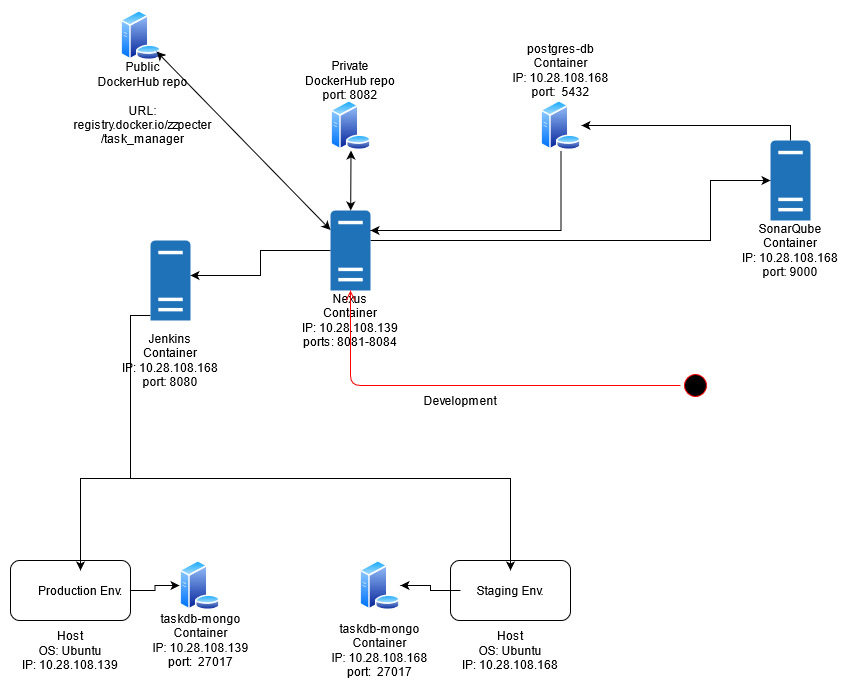 Public
DockerHub repo
URL:
registry.docker.io/zzpecter
/task_manager
Private
DockerHub repo
port: 8082
postgres-db
Container
IP: 10.28.108.168
port:  5432
SonarQube
Container
IP: 10.28.108.168
port: 9000
Nexus
Container
IP: 10.28.108.139
ports: 8081-8084
Jenkins
Container
IP: 10.28.108.168
port: 8080
Development
Production Env.
Host
OS: Ubuntu
IP: 10.28.108.139
taskdb-mongo
Container
IP: 10.28.108.139
port:  27017
taskdb-mongo
Container
IP: 10.28.108.168
port:  27017
Staging Env.
Host
OS: Ubuntu
IP: 10.28.108.168